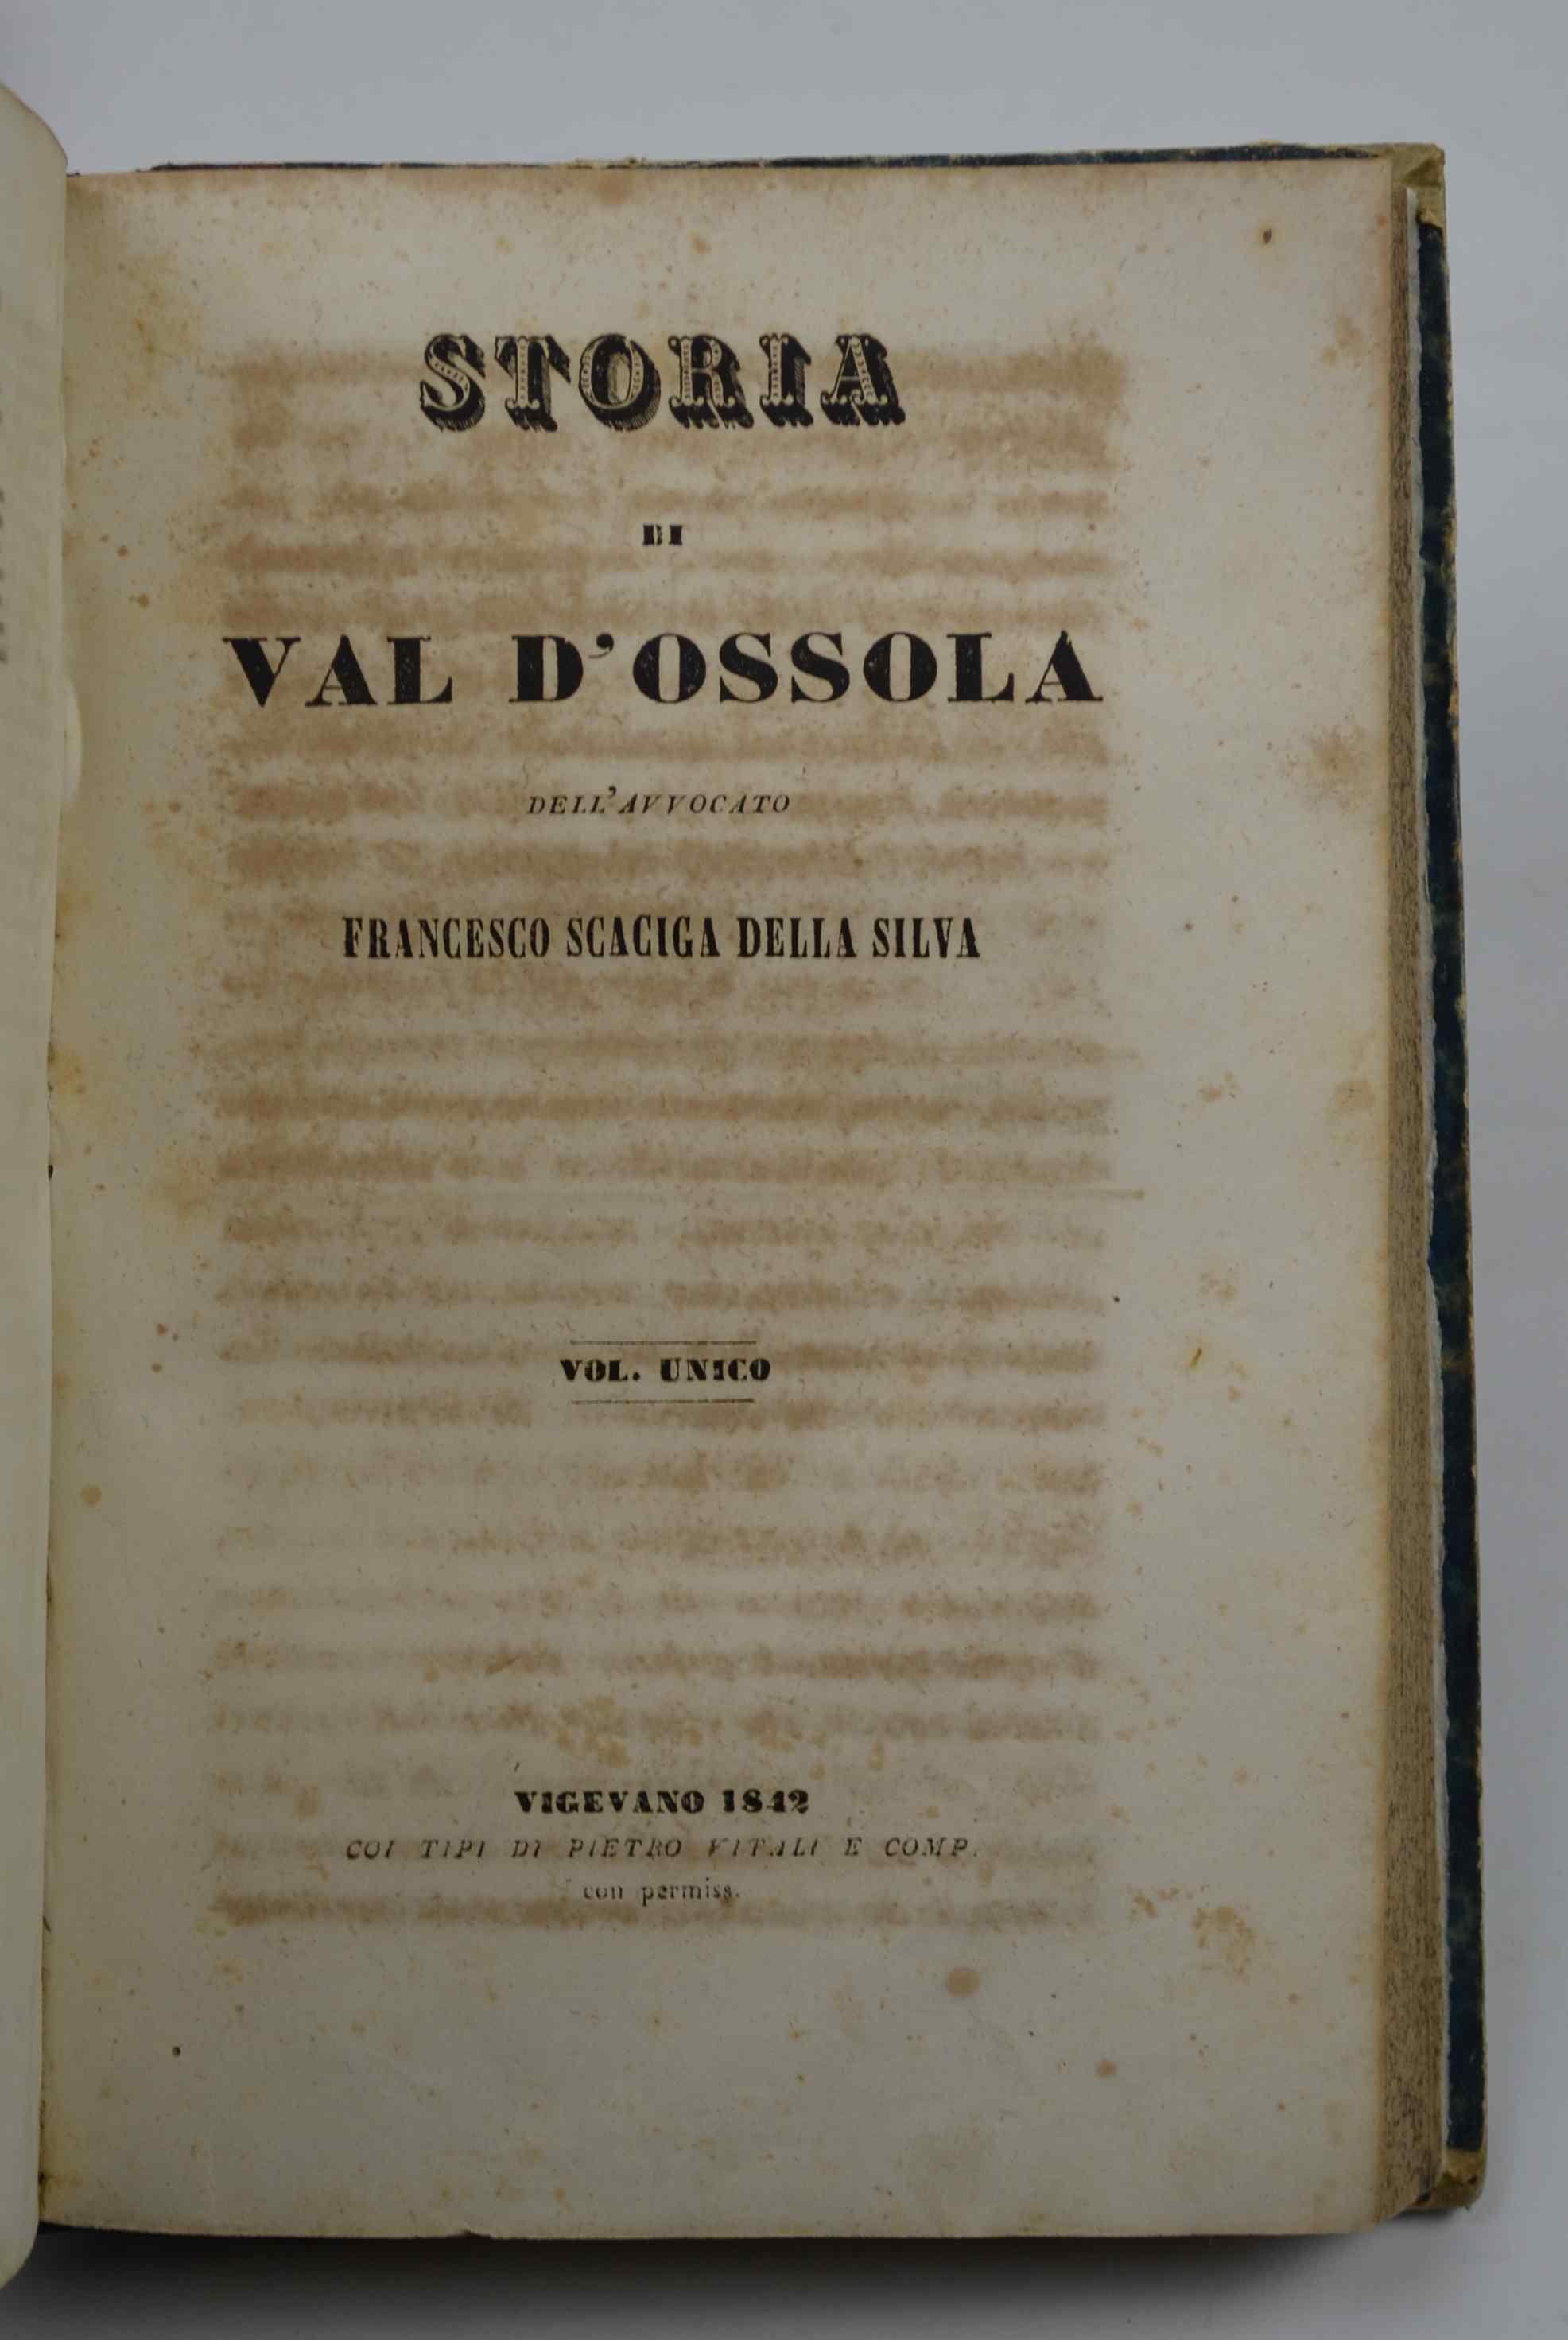 STORIA
DI
VAL D'OSSOLA
DELL'AVVOCATO
FRANCESCO SCACIGA DELLA SILVA
VOL. UNICO
VIGEVANO 1842
COI TIPI DI PIETRO VITALI E COMP.
con permiss.